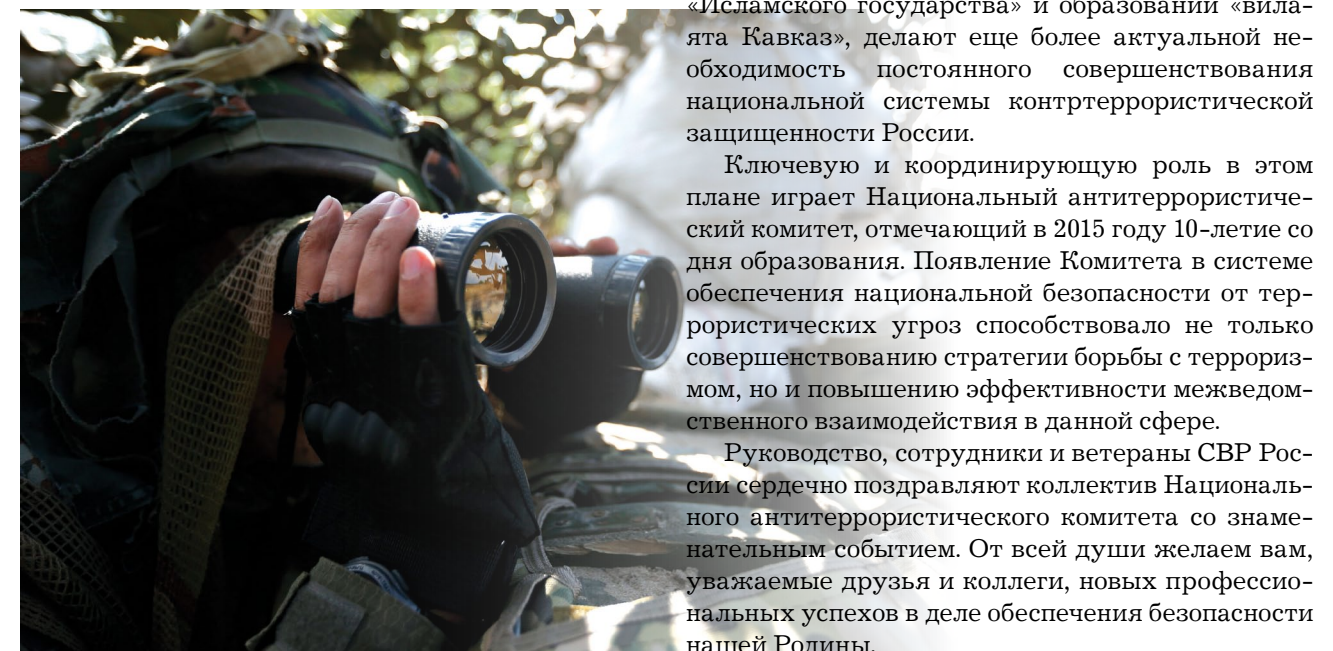 «Исламского государства» и образовании «вила-
ята Кавказ», делают еще более актуальной не-
обходимость постоянного совершенствования
национальной системы контртеррористической
защищенности России.
Ключевую и координирующую роль в этом
плане играет Национальный антитеррористиче-
ский комитет, отмечающий в 2015 году 10-летие со
дня образования. Появление Комитета в системе
обеспечения национальной безопасности от тер-
рористических угроз способствовало не только
совершенствованию стратегии борьбы с террориз-
мом, но и повышению эффективности межведом-
ственного взаимодействия в данной сфере.
Руководство, сотрудники и ветераны СВР Рос-
сии сердечно поздравляют коллектив Националь-
ного антитеррористического комитета со знаме-
нательным событием. От всей души желаем вам,
уважаемые друзья и коллеги, новых профессио-
нальных успехов в деле обеспечения безопасности
нашей Родины.